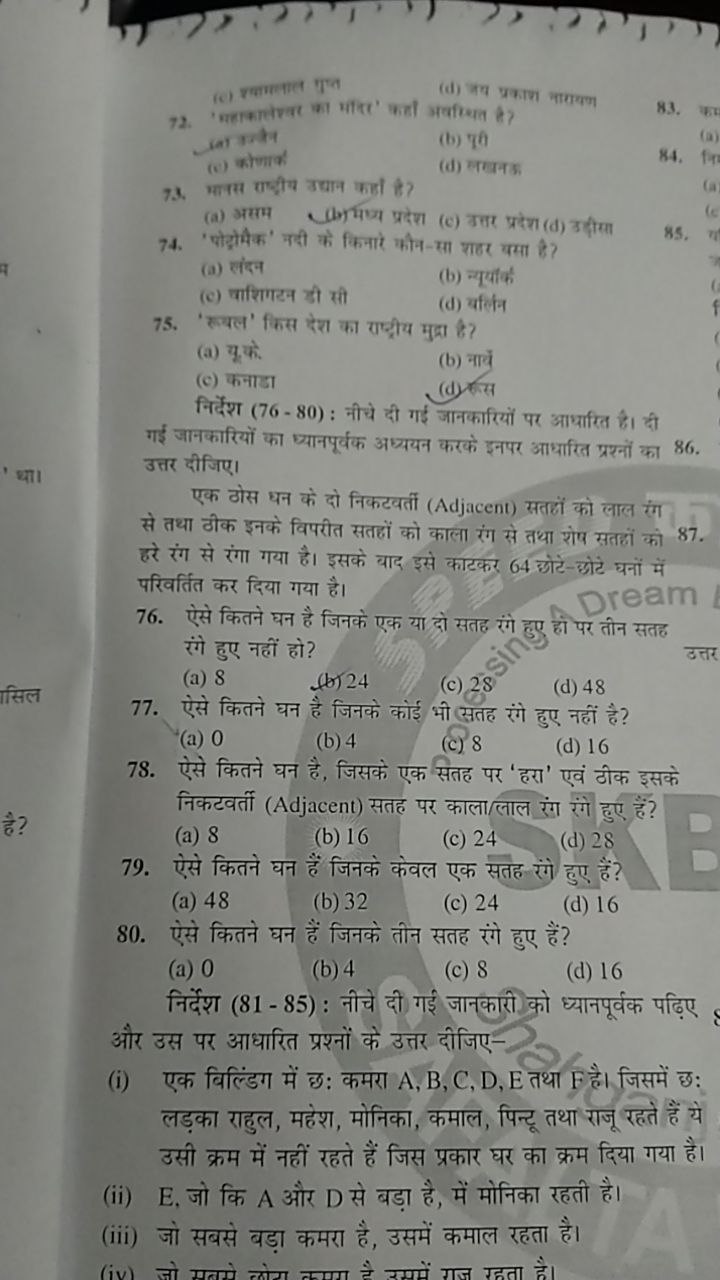 (c) श्यामलाल गुप्त (d) जय प्रकाश नारायण
72. 'महाकालेश्वर का मंदिर' कहाँ अवस्थित है?
(a) उज्जैन (b) पूरी
(c) कोणार्क (d) लखनऊ
73. मानस राष्ट्रीय उद्यान कहाँ है?
(a) असम (b) मध्य प्रदेश (c) उत्तर प्रदेश (d) उड़ीसा
74. 'पोट्रोमैक' नदी के किनारे कौन-सा शहर बसा है?
(a) लंदन (b) न्यूयॉर्क
(c) वाशिंगटन डी सी (d) बर्लिन
75. 'रूबल' किस देश का राष्ट्रीय मुद्रा है?
(a) यू.के. (b) नार्वे
(c) कनाडा (d) रूस
निर्देश (76 - 80) : नीचे दी गई जानकारियों पर आधारित है। दी
गई जानकारियों का ध्यानपूर्वक अध्ययन करके इनपर आधारित प्रश्नों का
उत्तर दीजिए।
एक ठोस घन के दो निकटवर्ती (Adjacent) सतहों को लाल रंग
से तथा ठीक इनके विपरीत सतहों को काला रंग से तथा शेष सतहों को
हरे रंग से रंगा गया है। इसके बाद इसे काटकर 64 छोटे-छोटे घनों में
परिवर्तित कर दिया गया है।
76. ऐसे कितने घन है जिनके एक या दो सतह रंगे हुए हो पर तीन सतह
रंगे हुए नहीं हो?
(a) 8 (b) 24 (c) 28 (d) 48
77. ऐसे कितने घन है जिनके कोई भी सतह रंगे हुए नहीं है?
(a) 0 (b) 4 (c) 8 (d) 16
78. ऐसे कितने घन है, जिसके एक सतह पर 'हरा' एवं ठीक इसके
निकटवर्ती (Adjacent) सतह पर काला/लाल रंग रंगे हुए हैं?
(a) 8 (b) 16 (c) 24 (d) 28
79. ऐसे कितने घन हैं जिनके केवल एक सतह रंगे हुए हैं?
(a) 48 (b) 32 (c) 24 (d) 16
80. ऐसे कितने घन हैं जिनके तीन सतह रंगे हुए हैं?
(a) 0 (b) 4 (c) 8 (d) 16
निर्देश (81 - 85) : नीचे दी गई जानकारी को ध्यानपूर्वक पढ़िए
और उस पर आधारित प्रश्नों के उत्तर दीजिए–
(i) एक बिल्डिंग में छः कमरा A, B, C, D, E तथा F है। जिसमें छः
लड़का राहुल, महेश, मोनिका, कमाल, पिन्टू तथा राजू रहते हैं ये
उसी क्रम में नहीं रहते हैं जिस प्रकार घर का क्रम दिया गया है।
(ii) E, जो कि A और D से बड़ा है, में मोनिका रहती है।
(iii) जो सबसे बड़ा कमरा है, उसमें कमाल रहता है।
(iv) जो सबसे छोटा कमरा है उसमें राजू रहता है।
' था।
है?
83.
(a)
84.
85.
86.
87.
उत्तर
A Dream
Processing
SPEED
SKB